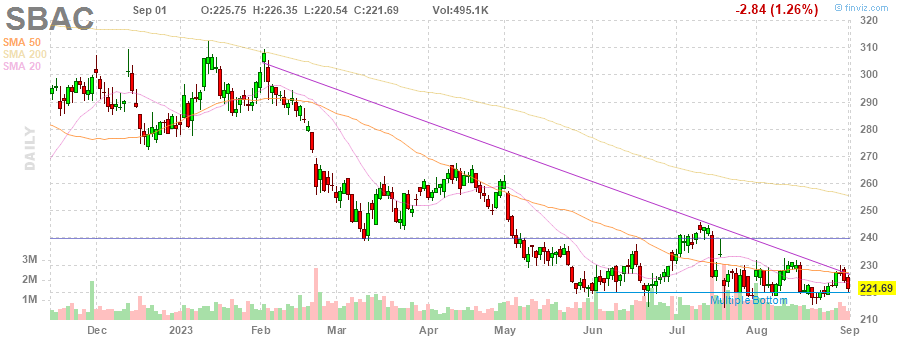 SBAC
Sep 01 O:225.75 H:226.35 L:220.54 C:221.69 Vol:495.1K -2.84 (1.26%)
© finviz.com
SMA 50
SMA 200
SMA 20
DAILY
320
310
300
290
280
270
260
250
240
230
221.69
220
210
3M
2M
1M
Multiple Bottom
Dec 2023 Feb Mar Apr May Jun Jul Aug Sep